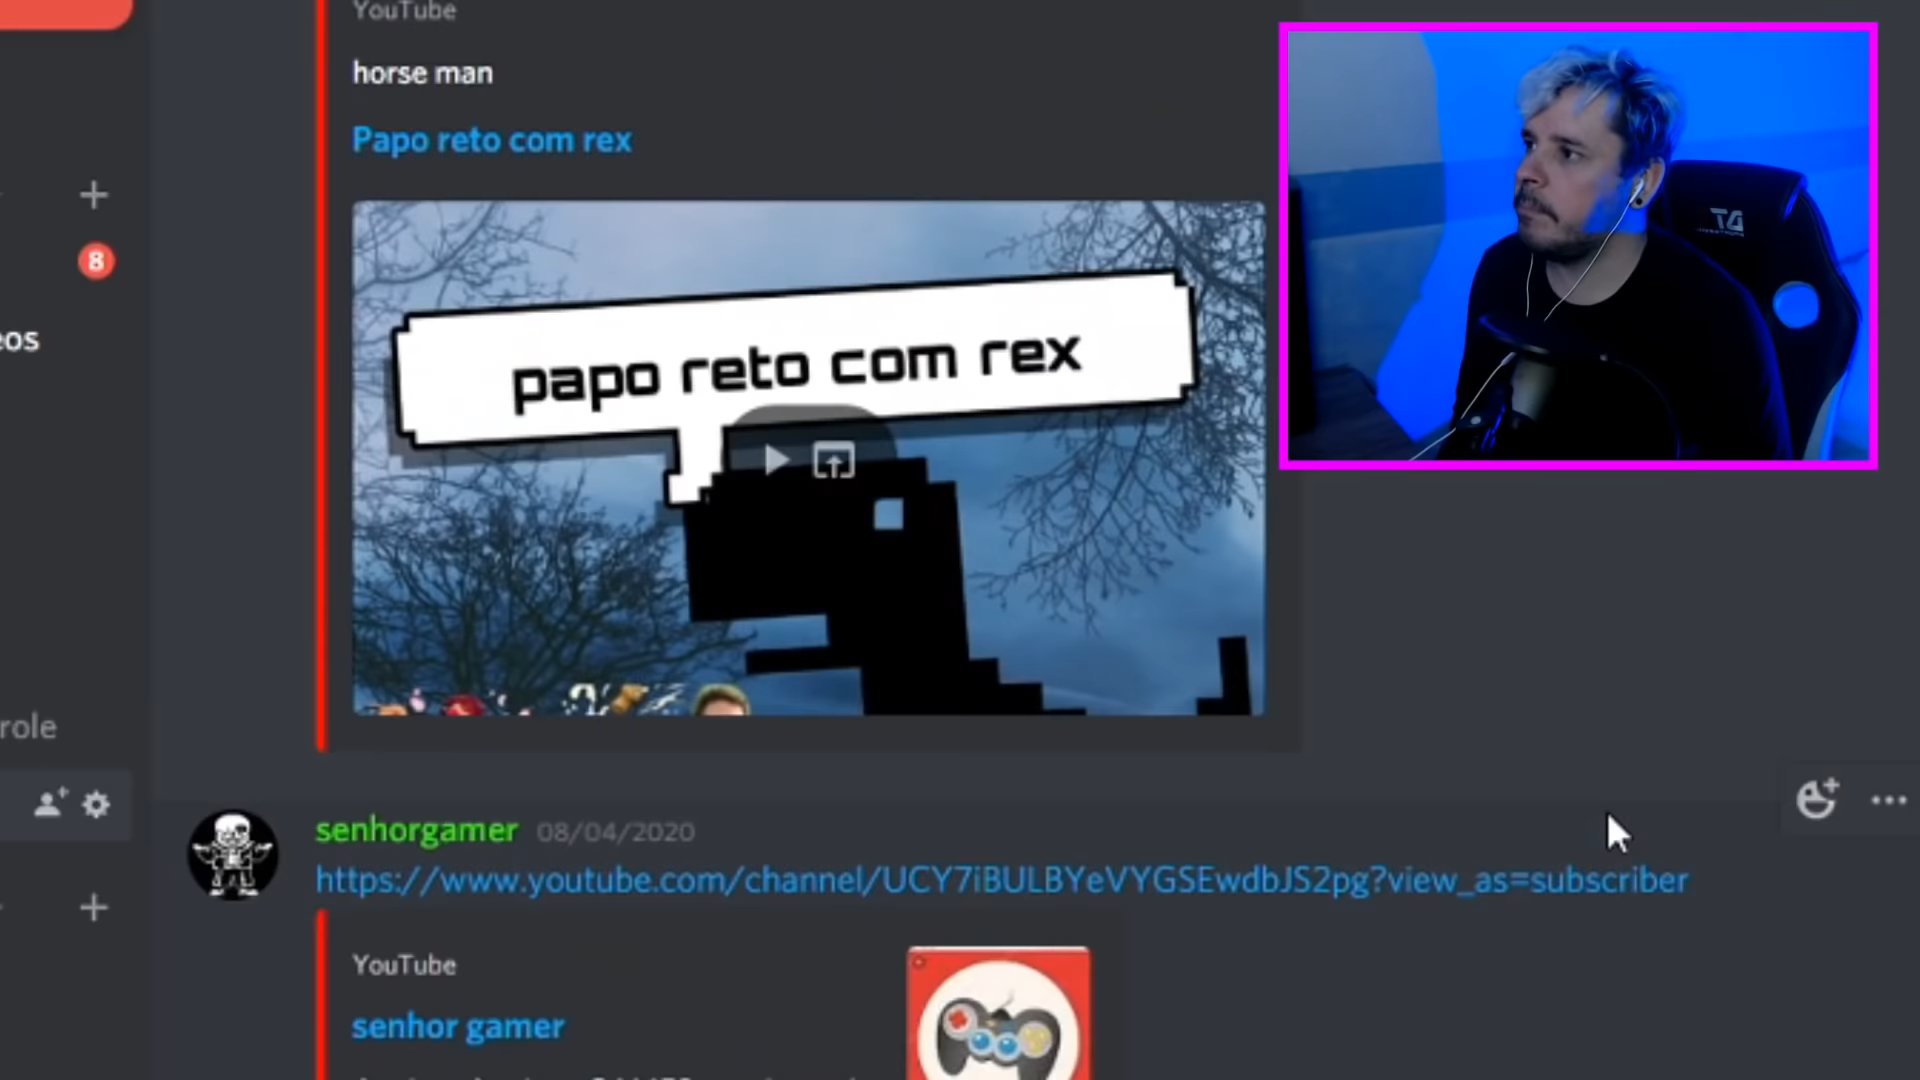 YouTube
horse man
Papo reto com rex
papo reto com rex
8
eos
role
senhorgamer 08/04/2020
https://www.youtube.com/channel/UCY7iBULBYeVYGSEwdbJS2pg?view_as=subscriber
YouTube
senhor gamer